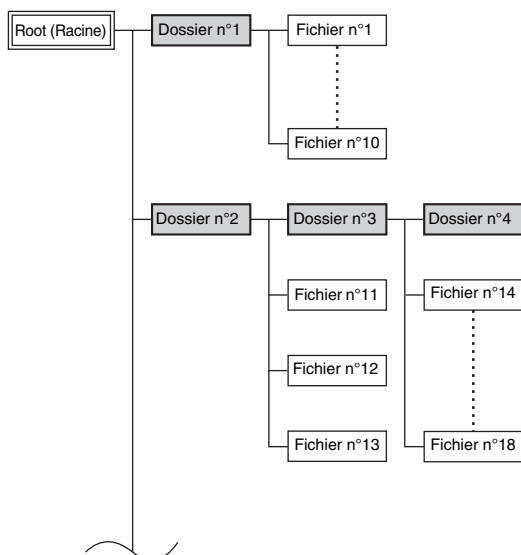 Root (Racine)
Dossier n°1
Fichier n°1
Fichier n°10
Dossier n°2
Dossier n°3
Dossier n°4
Fichier n°11
Fichier n°14
Fichier n°12
Fichier n°13
Fichier n°18